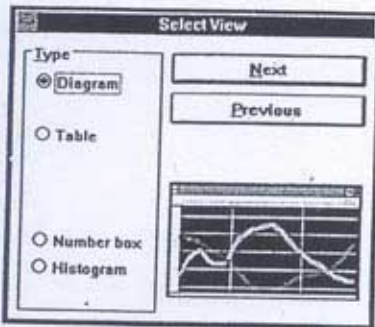 Select View
Type
Diagram
Table
Number box
Histogram
Next
Previous